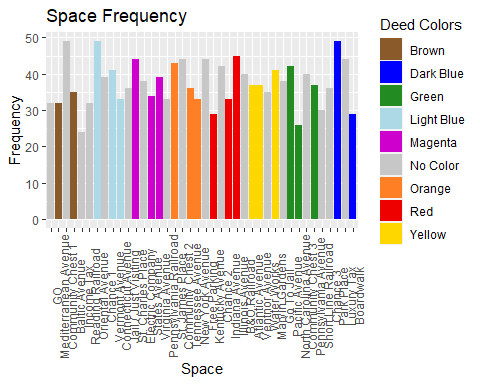 Space Frequency
Frequency
50
40
30
20
10
0
GO
Mediterranean Avenue
Community Chest 1
Baltic Avenue
Income Tax
Reading Railroad
Oriental Avenue
Chance 1
Vermont Avenue
Connecticut Avenue
Jail / Just Visiting
St. Charles Place
Electric Company
States Avenue
Virginia Avenue
Pennsylvania Railroad
St. James Place
Community Chest 2
Tennessee Avenue
New York Avenue
Free Parking
Kentucky Avenue
Chance 2
Indiana Avenue
Illinois Avenue
B&O Railroad
Atlantic Avenue
Ventnor Avenue
Water Works
Marvin Gardens
Go To Jail
Pacific Avenue
North Carolina Avenue
Community Chest 3
Pennsylvania Avenue
Short Line Railroad
Chance 3
Park Place
Luxury Tax
Boardwalk
Space
Deed Colors
Brown
Dark Blue
Green
Light Blue
Magenta
No Color
Orange
Red
Yellow